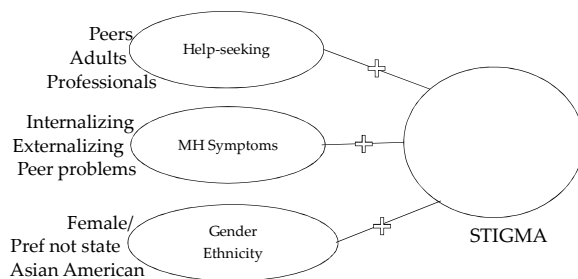 Peers
Adults
Professionals
Help-seeking
Internalizing
Externalizing
Peer problems
MH Symptoms
Female/
Pref not state
Asian American
Gender
Ethnicity
STIGMA